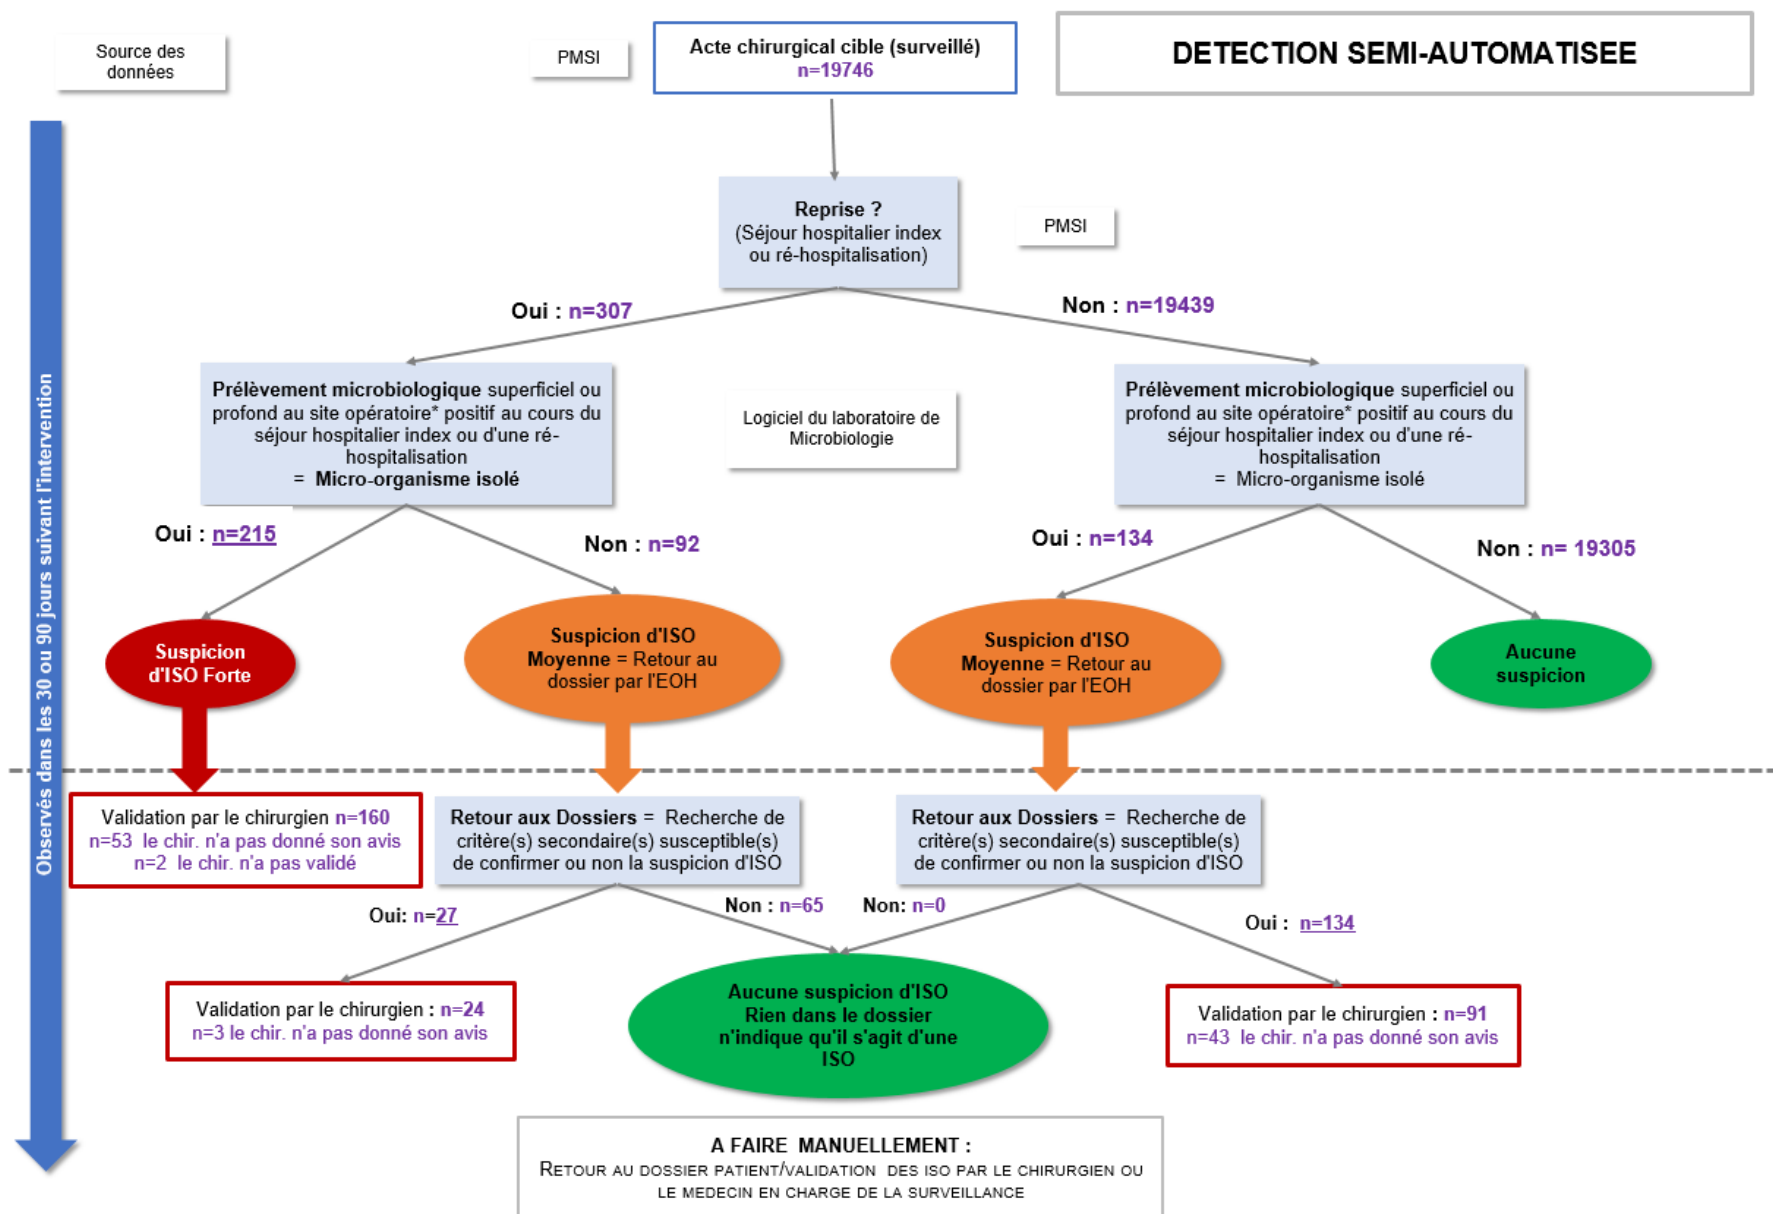 Source des
données
PMSI
Acte chirurgical cible (surveillé)
n=19746
DETECTION SEMI-AUTOMATISEE
Reprise ?
(Séjour hospitalier index
ou ré-hospitalisation)
PMSI
Oui : n=307
Non : n=19439
Prélèvement microbiologique superficiel ou
profond au site opératoire* positif au cours du
séjour hospitalier index ou d'une ré-
hospitalisation
= Micro-organisme isolé
Logiciel du laboratoire de
Microbiologie
Prélèvement microbiologique superficiel ou
profond au site opératoire* positif au cours du
séjour hospitalier index ou d'une ré-
hospitalisation
= Micro-organisme isolé
Oui : n=215
Non : n=92
Oui : n=134
Non : n= 19305
Suspicion
d'ISO Forte
Suspicion d'ISO
Moyenne = Retour au
dossier par l'EOH
Suspicion d'ISO
Moyenne = Retour au
dossier par l'EOH
Aucune
suspicion
Observés dans les 30 ou 90 jours suivant l'intervention
Validation par le chirurgien n=160
n=53 le chir. n'a pas donné son avis
n=2 le chir. n'a pas validé
Retour aux Dossiers = Recherche de
critère(s) secondaire(s) susceptible(s)
de confirmer ou non la suspicion d'ISO
Retour aux Dossiers = Recherche de
critère(s) secondaire(s) susceptible(s)
de confirmer ou non la suspicion d'ISO
Oui: n=27
Non : n=65
Non: n=0
Oui : n=134
Validation par le chirurgien : n=24
n=3 le chir. n'a pas donné son avis
Aucune suspicion d'ISO
Rien dans le dossier
n'indique qu'il s'agit d'une
ISO
Validation par le chirurgien : n=91
n=43 le chir. n'a pas donné son avis
A FAIRE MANUELLEMENT :
RETOUR AU DOSSIER PATIENT/VALIDATION DES ISO PAR LE CHIRURGIEN OU
LE MEDECIN EN CHARGE DE LA SURVEILLANCE